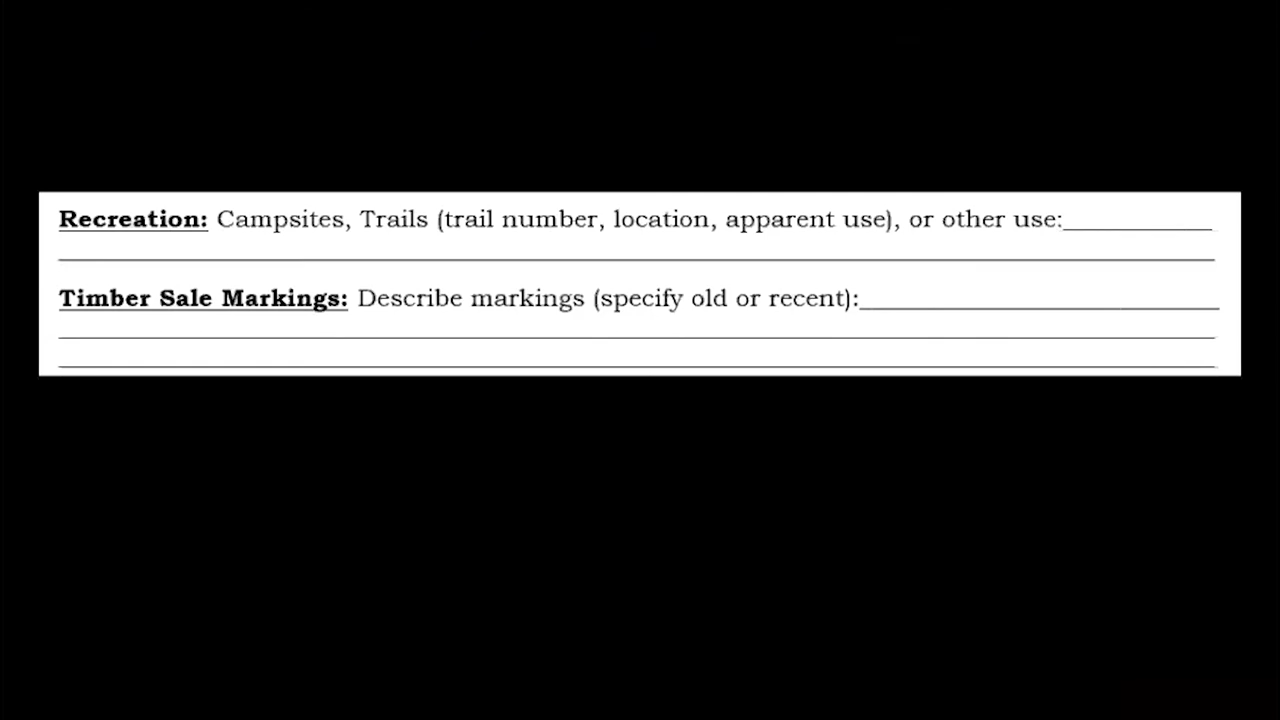 Recreation: Campsites, Trails (trail number, location, apparent use), or other use:
Timber Sale Markings: Describe markings (specify old or recent):